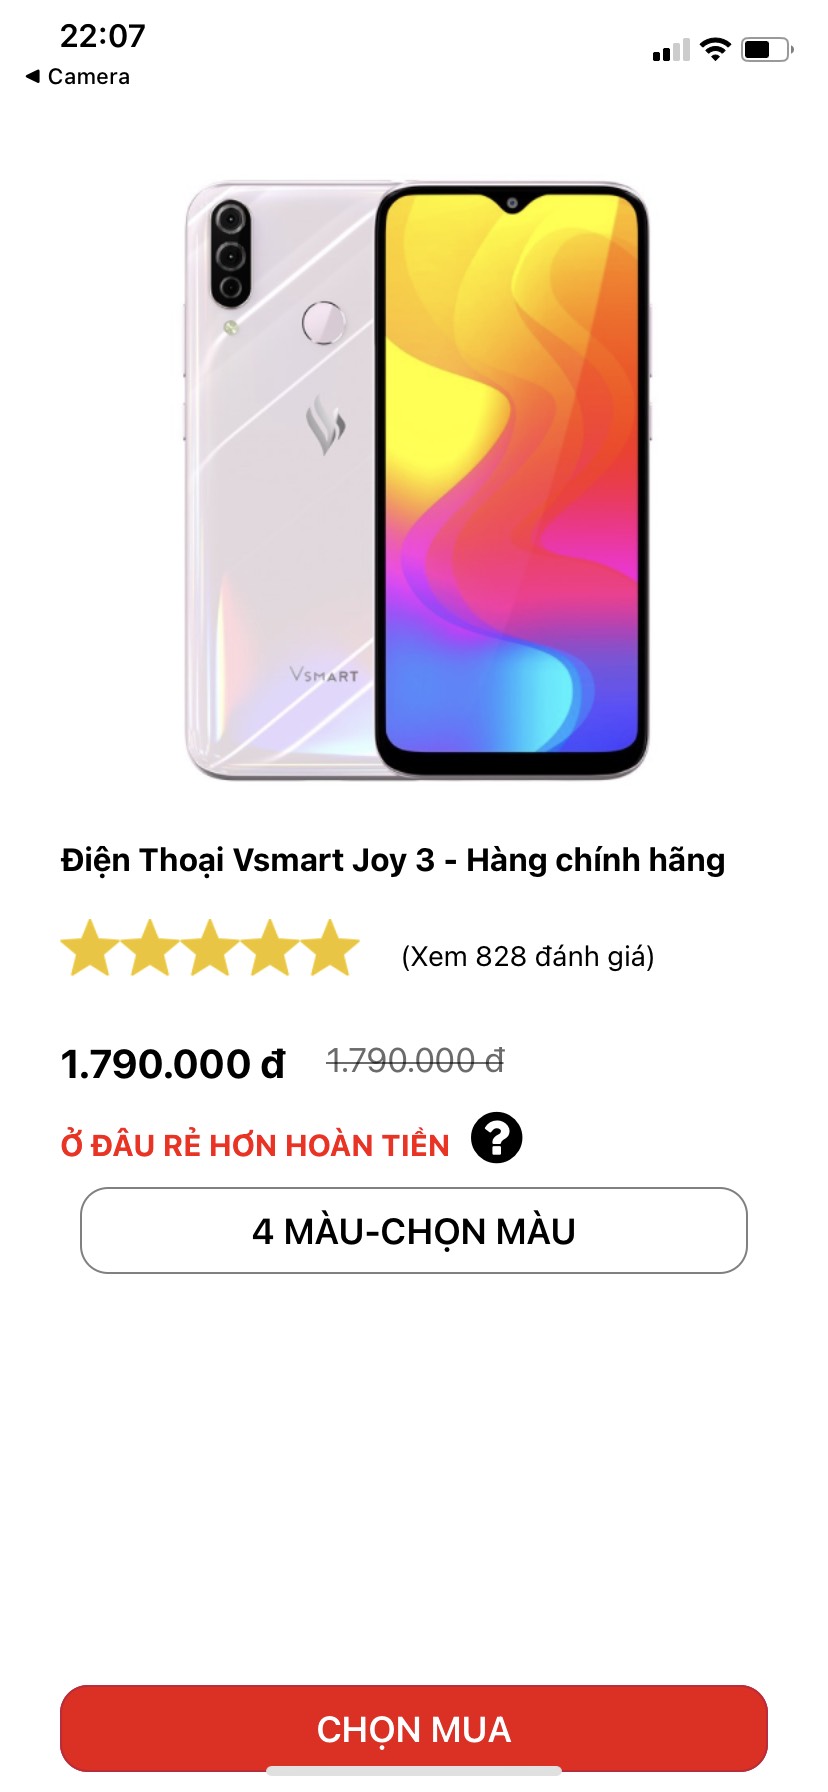 22:07
◀ Camera
VSMART
Điện Thoại Vsmart Joy 3 - Hàng chính hãng
(Xem 828 đánh giá)
1.790.000 đ 1.790.000 đ
Ở ĐÂU RẺ HƠN HOÀN TIỀN ?
4 MÀU-CHỌN MÀU
CHỌN MUA